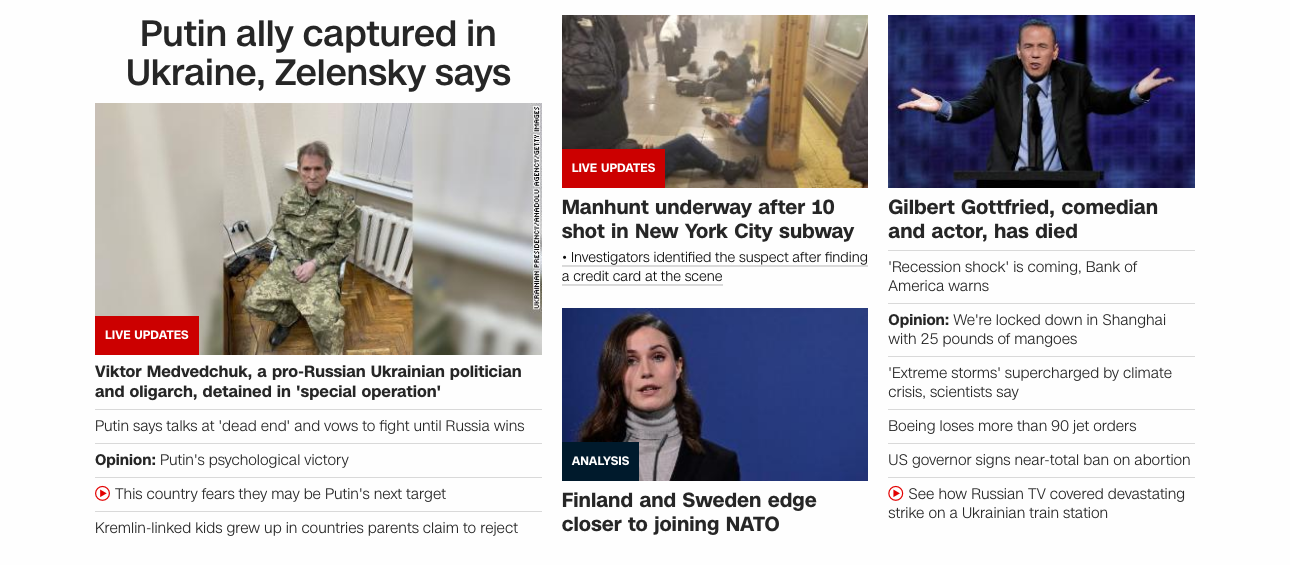 Putin ally captured in
Ukraine, Zelensky says
UKRAINIAN PRESIDENCY/ANADOLU AGENCY/GETTY IMAGES
LIVE UPDATES
Viktor Medvedchuk, a pro-Russian Ukrainian politician
and oligarch, detained in 'special operation'
Putin says talks at 'dead end' and vows to fight until Russia wins
Opinion: Putin's psychological victory
This country fears they may be Putin's next target
Kremlin-linked kids grew up in countries parents claim to reject
LIVE UPDATES
Manhunt underway after 10
shot in New York City subway
• Investigators identified the suspect after finding
a credit card at the scene
ANALYSIS
Finland and Sweden edge
closer to joining NATO
Gilbert Gottfried, comedian
and actor, has died
'Recession shock' is coming, Bank of
America warns
Opinion: We're locked down in Shanghai
with 25 pounds of mangoes
'Extreme storms' supercharged by climate
crisis, scientists say
Boeing loses more than 90 jet orders
US governor signs near-total ban on abortion
See how Russian TV covered devastating
strike on a Ukrainian train station